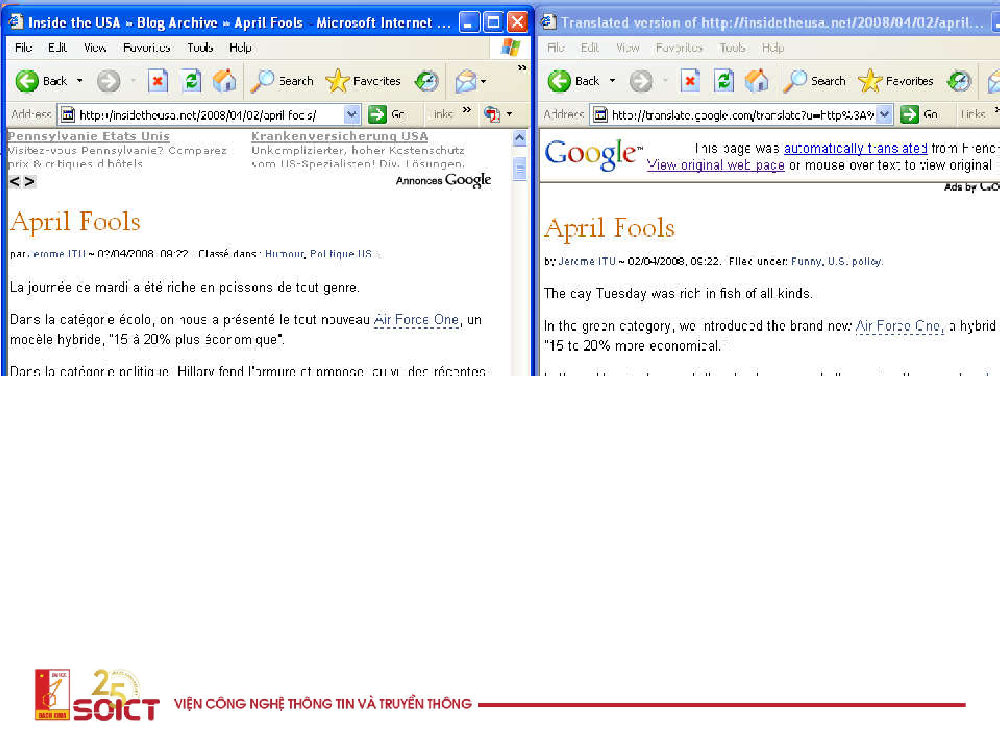 Inside the USA » Blog Archive » April Fools - Microsoft Internet ...
File Edit View Favorites Tools Help
Back Search Favorites »
Address http://insidetheusa.net/2008/04/02/april-fools/ Go Links »
Pennsylvanie Etats Unis
Visitez-vous Pennsylvanie? Comparez
prix & critiques d'hôtels
Krankenversicherung USA
Unkomplizierter, hoher Kostenschutz
vom US-Spezialisten! Div. Lösungen.
< >
Annonces Google
April Fools
par Jerome ITU ~ 02/04/2008, 09:22 . Classé dans : Humour, Politique US .
La journée de mardi a été riche en poissons de tout genre.
Dans la catégorie écolo, on nous a présenté le tout nouveau Air Force One, un
modèle hybride, "15 à 20% plus économique".
Dans la catégorie politique, Hillary fend l'armure et propose, au vu des récentes
Translated version of http://insidetheusa.net/2008/04/02/april...
File Edit View Favorites Tools Help
Back Search Favorites
Address http://translate.google.com/translate?u=http%3A% Go Links
Google™
This page was automatically translated from French
View original web page or mouse over text to view original
Ads by
April Fools
by Jerome ITU ~ 02/04/2008, 09:22. Filed under: Funny, U.S. policy.
The day Tuesday was rich in fish of all kinds.
In the green category, we introduced the brand new Air Force One, a hybrid
"15 to 20% more economical."
ĐẠI HỌC
BÁCH KHOA
25
YEARS ANNIVERSARY
SOICT
VIỆN CÔNG NGHỆ THÔNG TIN VÀ TRUYỀN THÔNG